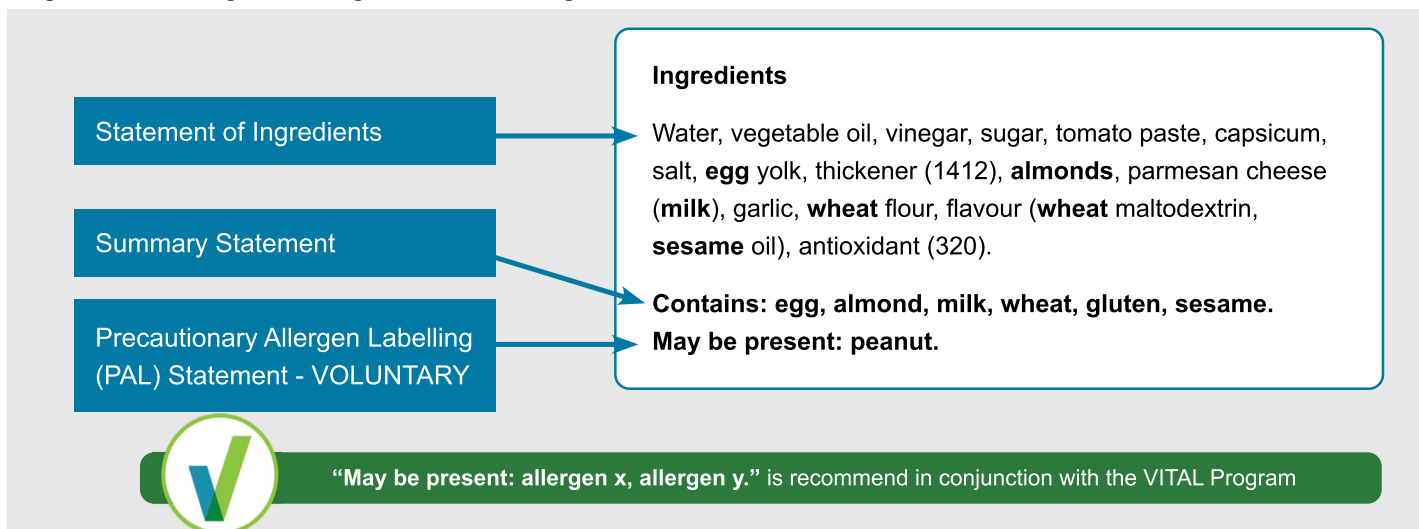 Statement of Ingredients
Summary Statement
Precautionary Allergen Labelling
(PAL) Statement - VOLUNTARY
Ingredients
Water, vegetable oil, vinegar, sugar, tomato paste, capsicum,
salt, egg yolk, thickener (1412), almonds, parmesan cheese
(milk), garlic, wheat flour, flavour (wheat maltodextrin,
sesame oil), antioxidant (320).
Contains: egg, almond, milk, wheat, gluten, sesame.
May be present: peanut.
“May be present: allergen x, allergen y.” is recommend in conjunction with the VITAL Program